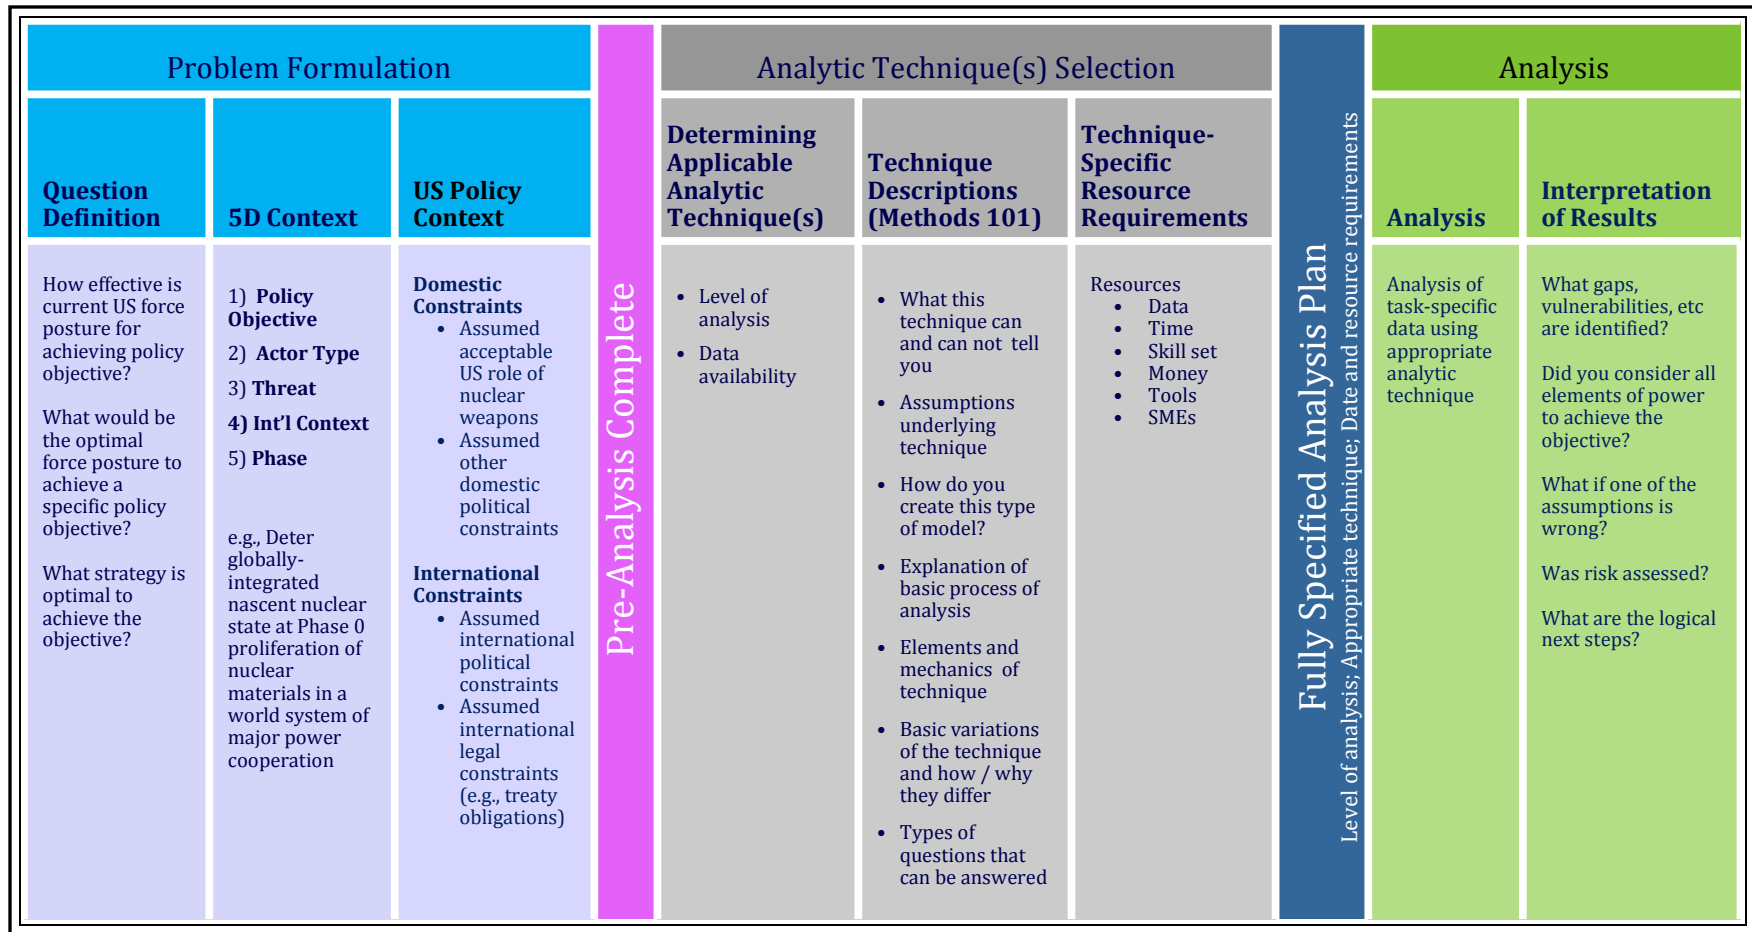 Problem Formulation
Question
Definition
How effective is
current US force
posture for
achieving policy
objective?
What would be
the optimal
force posture to
achieve a
specific policy
objective?
What strategy is
optimal to
achieve the
objective?
5D Context
1) Policy
Objective
2) Actor Type
3) Threat
4) Int’l Context
5) Phase
e.g., Deter
globally-
integrated
nascent nuclear
state at Phase 0
proliferation of
nuclear
materials in a
world system of
major power
cooperation
US Policy
Context
Domestic
Constraints
• Assumed
acceptable
US role of
nuclear
weapons
• Assumed
other
domestic
political
constraints
International
Constraints
• Assumed
international
political
constraints
• Assumed
international
legal
constraints
(e.g., treaty
obligations)
Pre-Analysis Complete
Analytic Technique(s) Selection
Determining
Applicable
Analytic
Technique(s)
• Level of
analysis
• Data
availability
Technique
Descriptions
(Methods 101)
• What this
technique can
and can not tell
you
• Assumptions
underlying
technique
• How do you
create this type
of model?
• Explanation of
basic process of
analysis
• Elements and
mechanics of
technique
• Basic variations
of the technique
and how / why
they differ
• Types of
questions that
can be answered
Technique-
Specific
Resource
Requirements
Resources
• Data
• Time
• Skill set
• Money
• Tools
• SMEs
Fully Specified Analysis Plan
Level of analysis; Appropriate technique; Date and resource requirements
Analysis
Analysis
Analysis of
task-specific
data using
appropriate
analytic
technique
Interpretation
of Results
What gaps,
vulnerabilities, etc
are identified?
Did you consider all
elements of power
to achieve the
objective?
What if one of the
assumptions is
wrong?
Was risk assessed?
What are the logical
next steps?